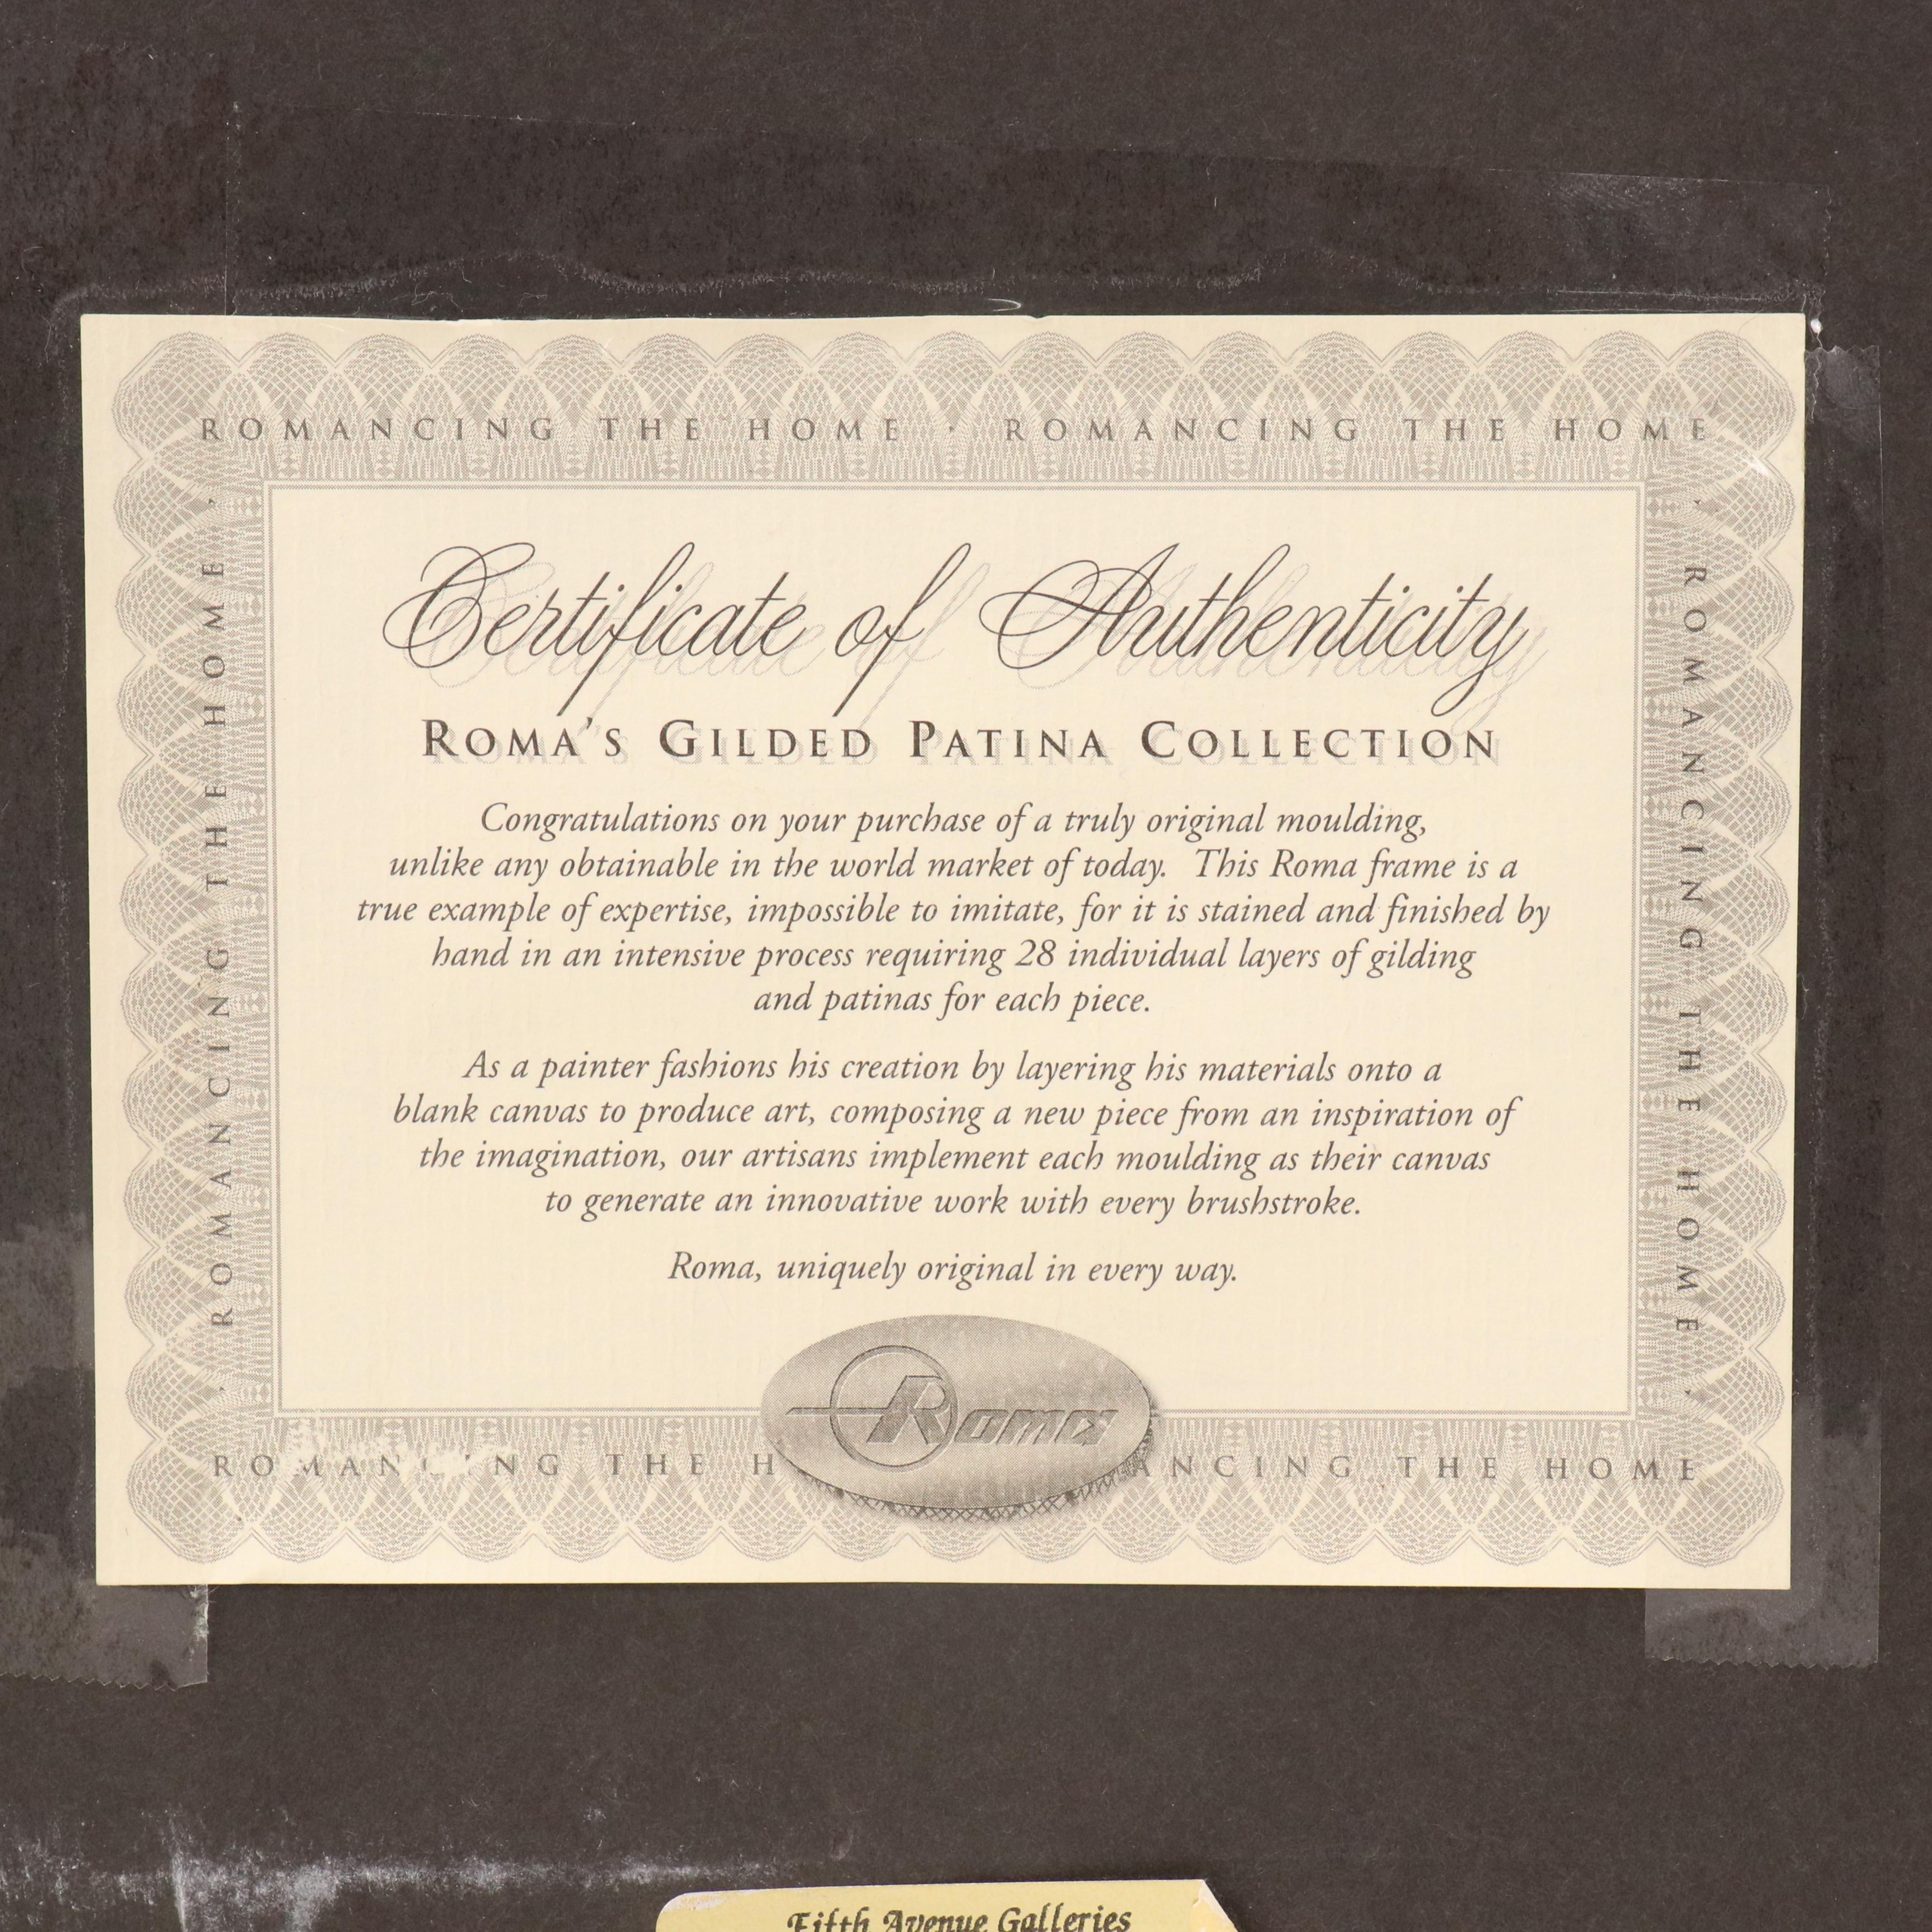 ROMANCING THE HOME · ROMANCING THE HOME
· ROMANCING THE HOME ·
· ROMANCING THE HOME ·
Certificate of Authenticity
ROMA'S GILDED PATINA COLLECTION
Congratulations on your purchase of a truly original moulding,
unlike any obtainable in the world market of today. This Roma frame is a
true example of expertise, impossible to imitate, for it is stained and finished by
hand in an intensive process requiring 28 individual layers of gilding
and patinas for each piece.
As a painter fashions his creation by layering his materials onto a
blank canvas to produce art, composing a new piece from an inspiration of
the imagination, our artisans implement each moulding as their canvas
to generate an innovative work with every brushstroke.
Roma, uniquely original in every way.
Roma
ROMANCING THE H ANCING THE HOME
Fifth Avenue Galleries